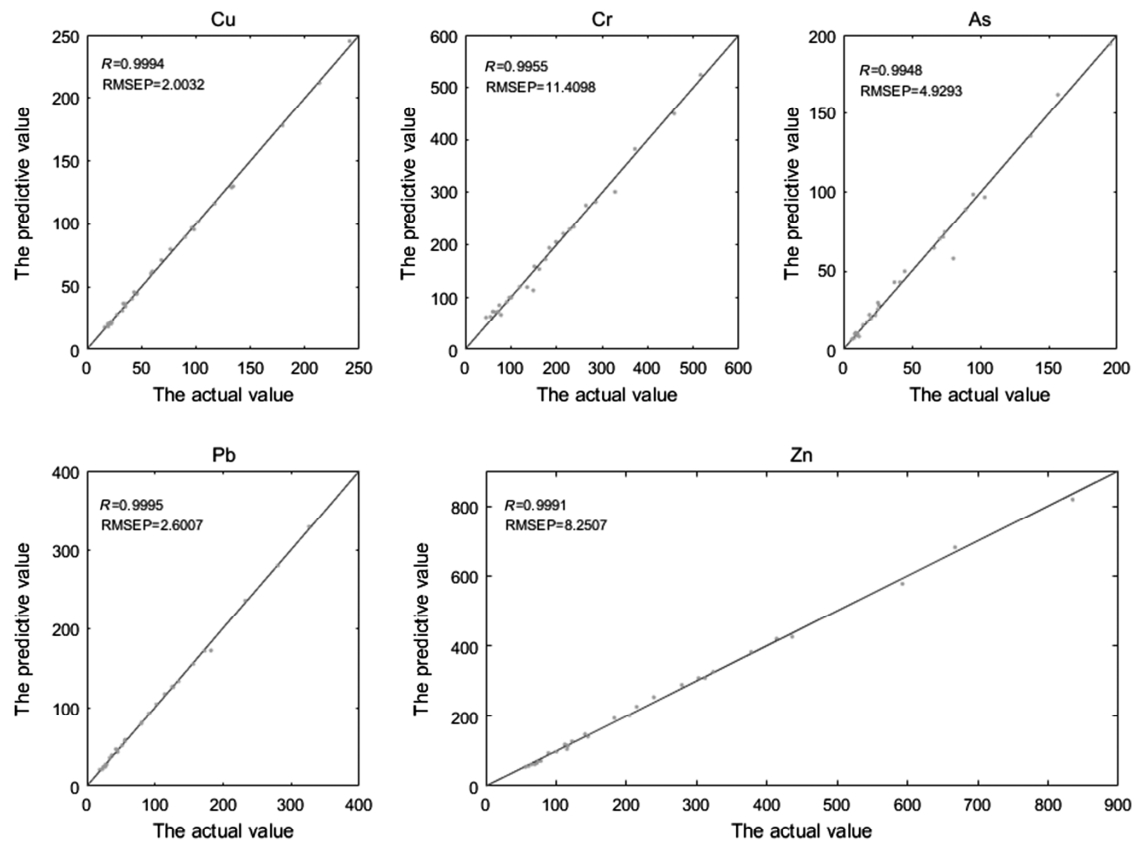 Cu
R=0.9994
RMSEP=2.0032
The predictive value
250
200
150
100
50
0
0 50 100 150 200 250
The actual value
Cr
R=0.9955
RMSEP=11.4098
The predictive value
600
500
400
300
200
100
0
0 100 200 300 400 500 600
The actual value
As
R=0.9948
RMSEP=4.9293
The predictive value
200
150
100
50
0
0 50 100 150 200
The actual value
Pb
R=0.9995
RMSEP=2.6007
The predictive value
400
300
200
100
0
0 100 200 300 400
The actual value
Zn
R=0.9991
RMSEP=8.2507
The predictive value
800
600
400
200
0
0 100 200 300 400 500 600 700 800 900
The actual value